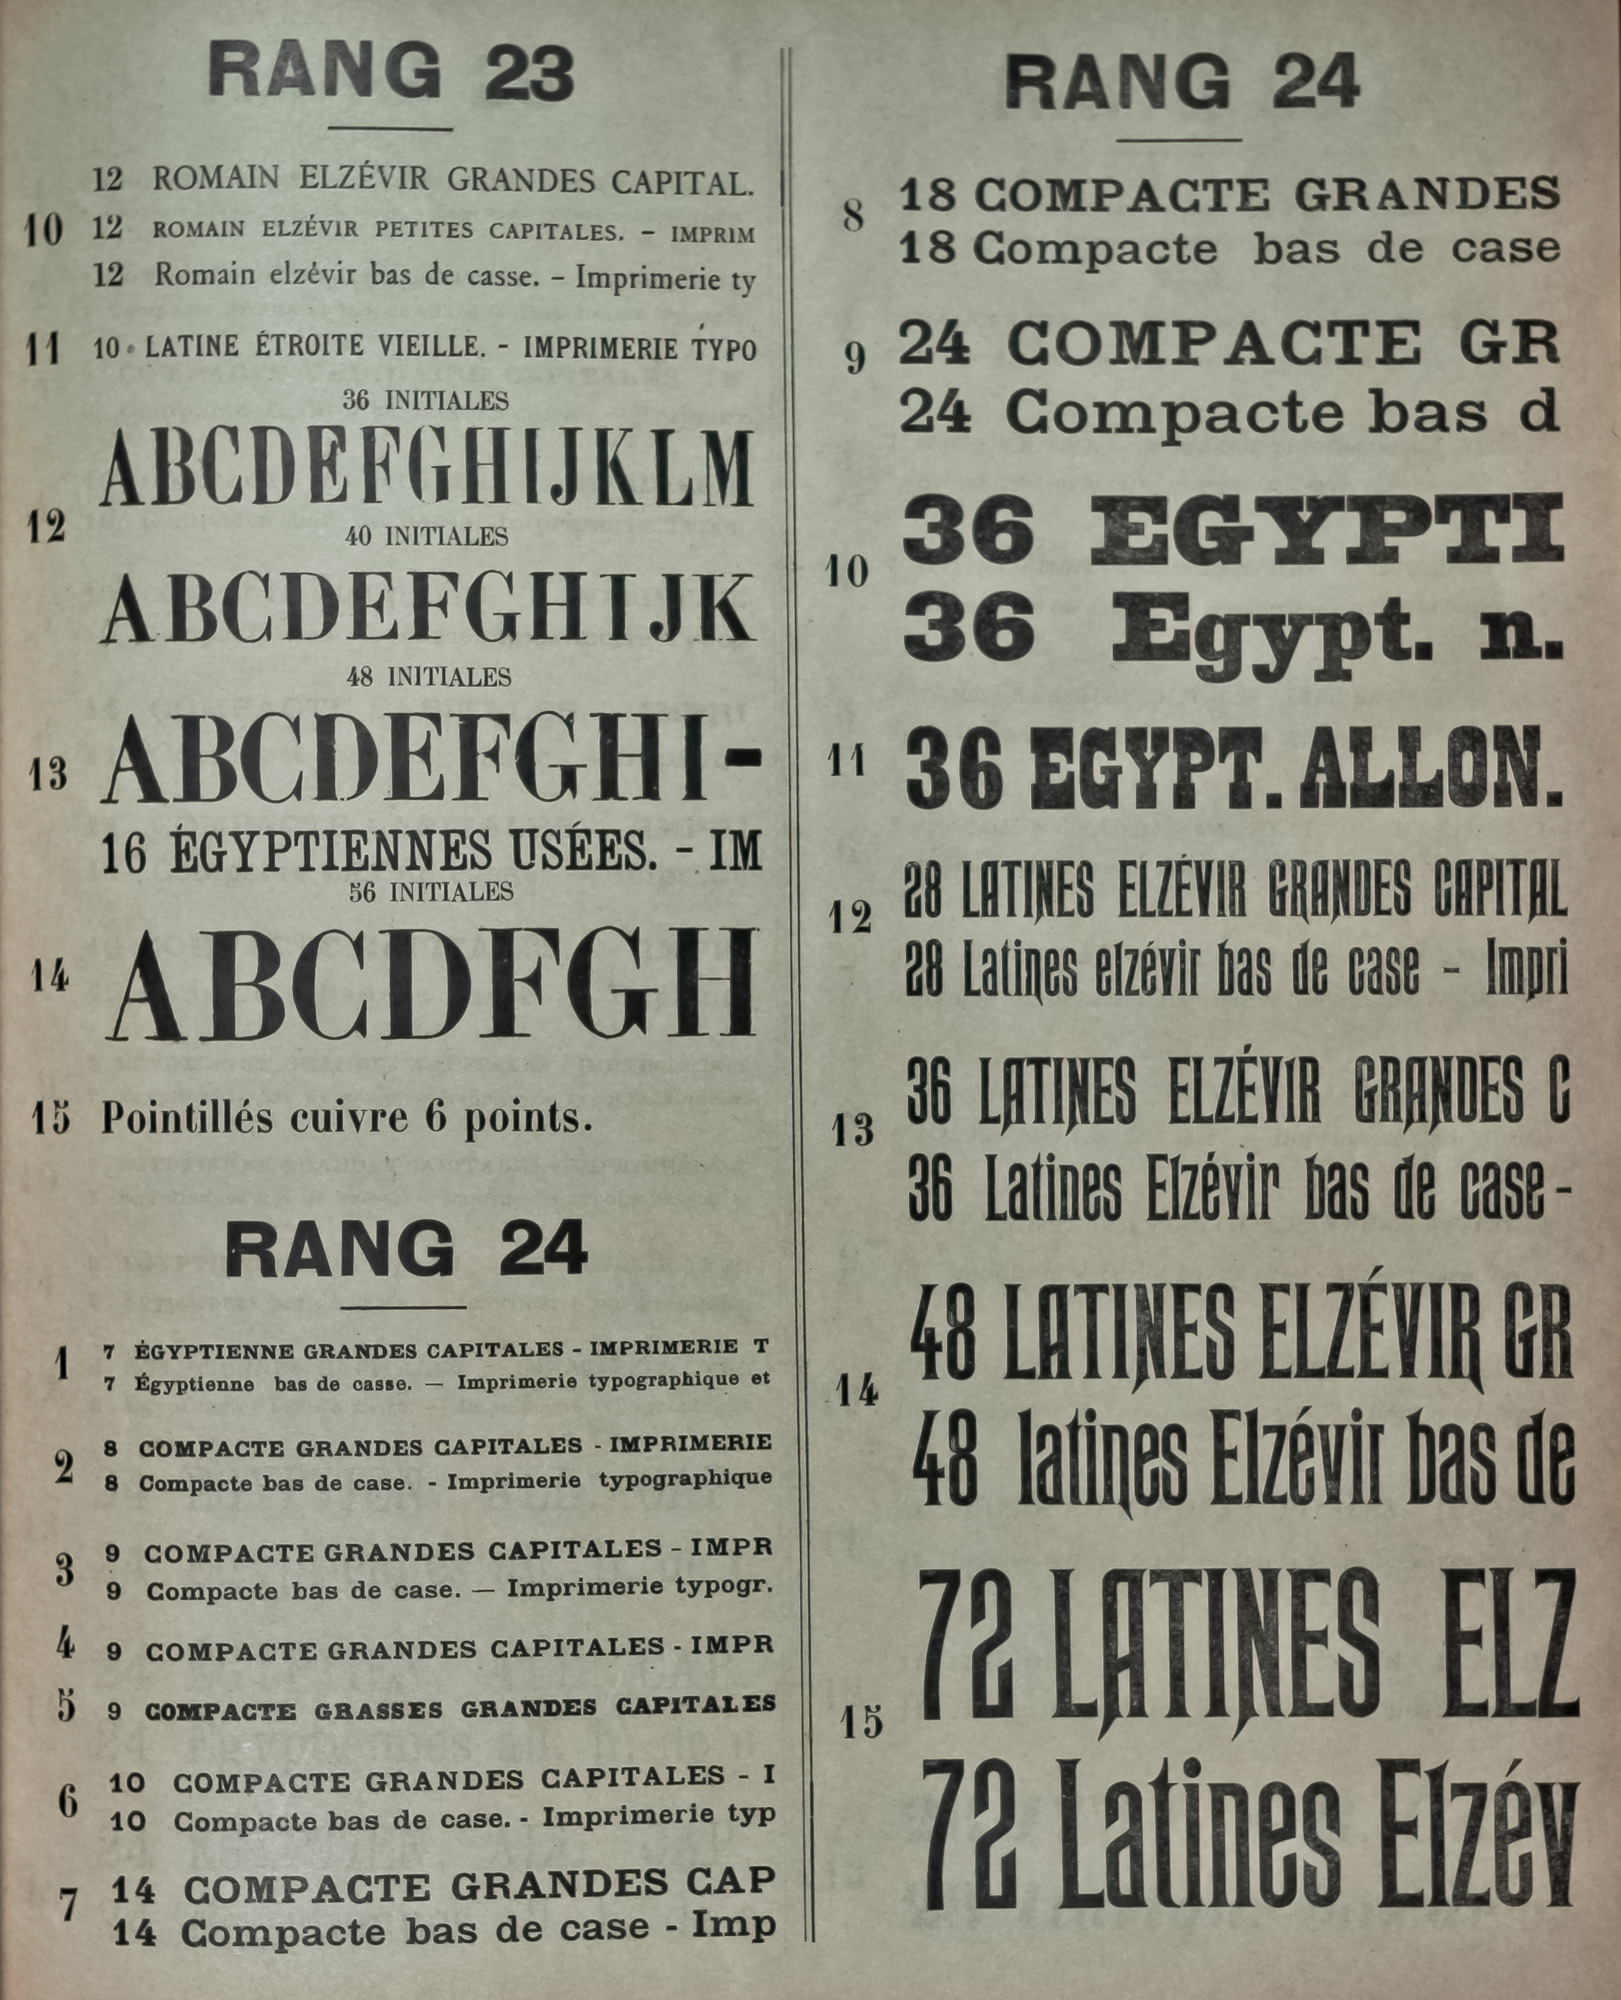 RANG 23
12 ROMAIN ELZÉVIR GRANDES CAPITAL.
10 12 ROMAIN ELZÉVIR PETITES CAPITALES. – IMPRIM
12 Romain elzévir bas de casse. – Imprimerie ty
11 10 LATINE ÉTROITE VIEILLE. - IMPRIMERIE TYPO
36 INITIALES
ABCDEFGHIJKLM
12
40 INITIALES
ABCDEFGHIJK
48 INITIALES
13 ABCDEFGHI-
16 ÉGYPTIENNES USÉES. - IM
56 INITIALES
14 ABCDFGH
15 Pointillés cuivre 6 points.
RANG 24
1 7 ÉGYPTIENNE GRANDES CAPITALES - IMPRIMERIE T
7 Égyptienne bas de casse. — Imprimerie typographique et
2 8 COMPACTE GRANDES CAPITALES - IMPRIMERIE
8 Compacte bas de case. - Imprimerie typographique
3 9 COMPACTE GRANDES CAPITALES - IMPR
9 Compacte bas de case. — Imprimerie typogr.
4 9 COMPACTE GRANDES CAPITALES - IMPR
5 9 COMPACTE GRASSES GRANDES CAPITALES
6 10 COMPACTE GRANDES CAPITALES - I
10 Compacte bas de case. - Imprimerie typ
7 14 COMPACTE GRANDES CAP
14 Compacte bas de case - Imp
RANG 24
8 18 COMPACTE GRANDES
18 Compacte bas de case
9 24 COMPACTE GR
24 Compacte bas d
10 36 EGYPTI
36 Egypt. n.
11 36 EGYPT. ALLON.
12 28 LATINES ELZÉVIR GRANDES CAPITAL
28 Latines elzévir bas de case - Impri
13 36 LATINES ELZÉVIR GRANDES C
36 Latines Elzévir bas de case -
14 48 LATINES ELZÉVIR GR
48 latines Elzévir bas de
15 72 LATINES ELZ
72 Latines Elzév